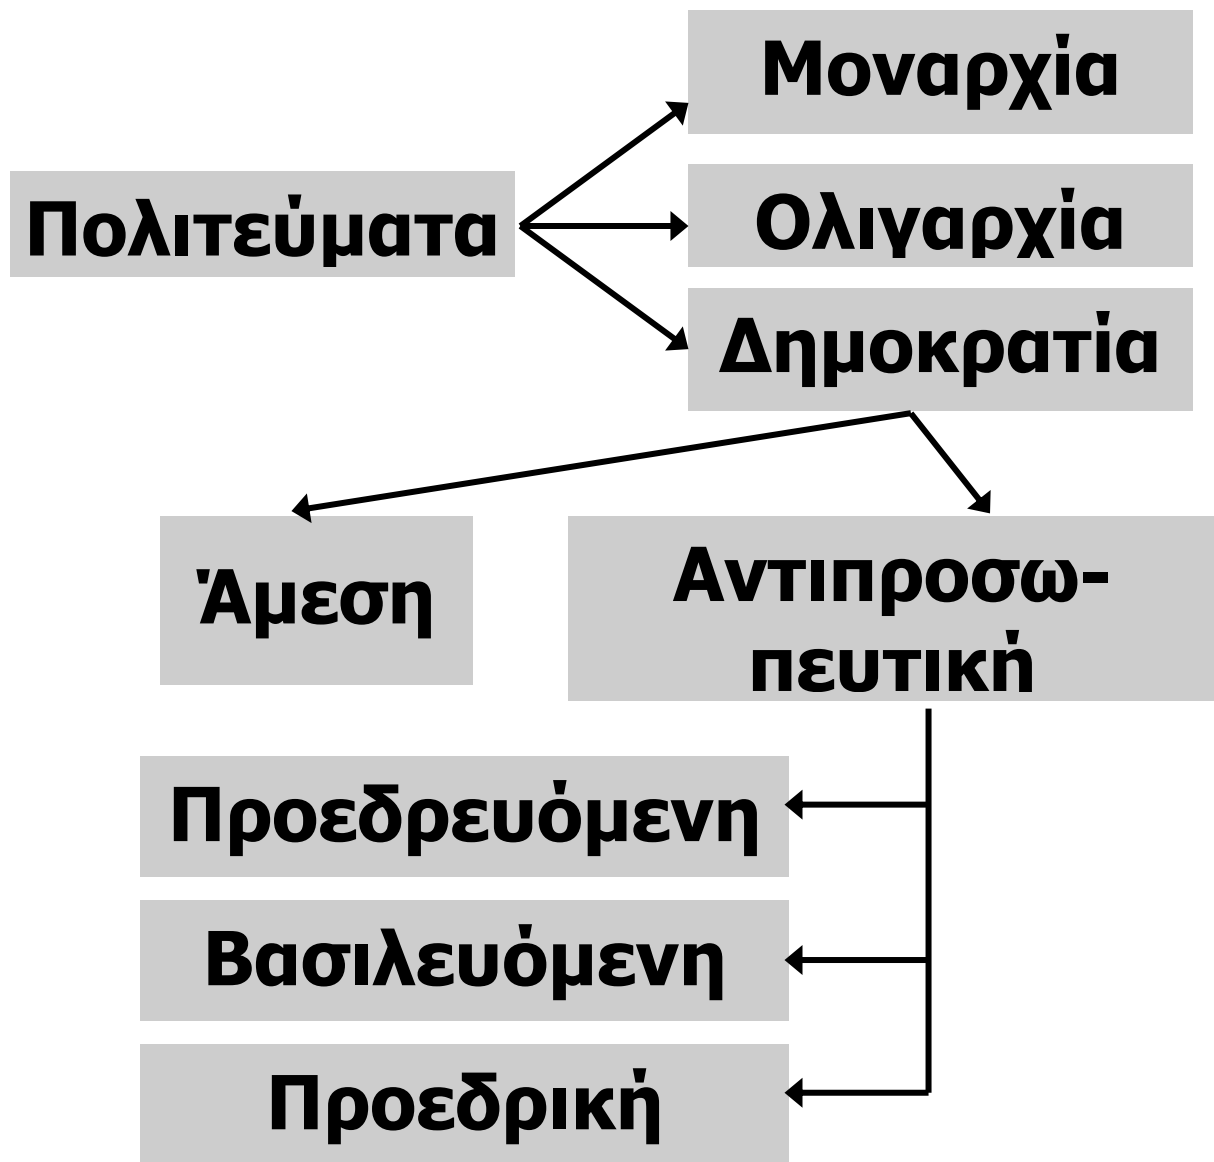 Μοναρχία
Πολιτεύματα
Ολιγαρχία
Δημοκρατία
Άμεση
Αντιπροσω-
πευτική
Προεδρευόμενη
Βασιλευόμενη
Προεδρική